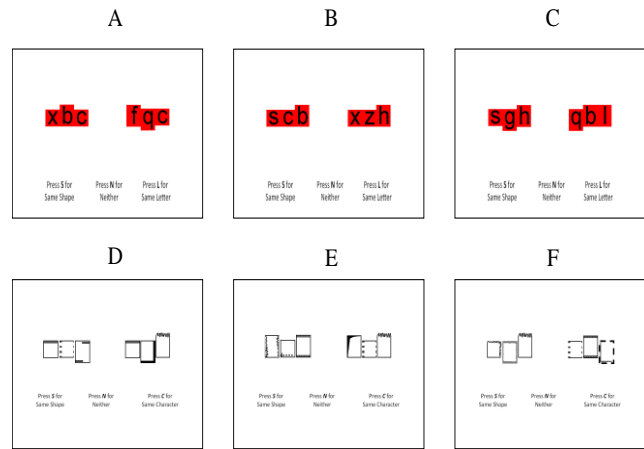 A B C
xbc fqc scb xzh sgh qbl
Press S for Press N for Press L for Press S for Press N for Press L for Press S for Press N for Press L for
Same Shape Neither Same Letter Same Shape Neither Same Letter Same Shape Neither Same Letter
D E F
Press S for Press N for Press C for Press S for Press N for Press C for Press S for Press N for Press C for
Same Shape Neither Same Character Same Shape Neither Same Character Same Shape Neither Same Character